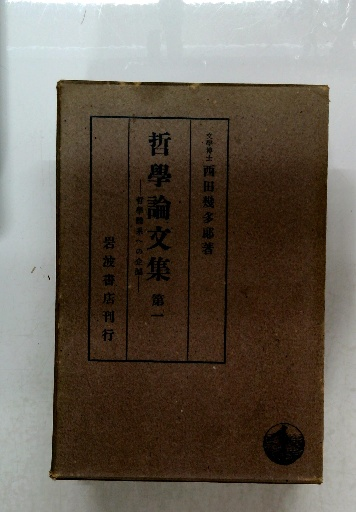 文學博士 西田幾多郎著
哲學論文集 第一
——哲學體系への企圖——
岩波書店刊行